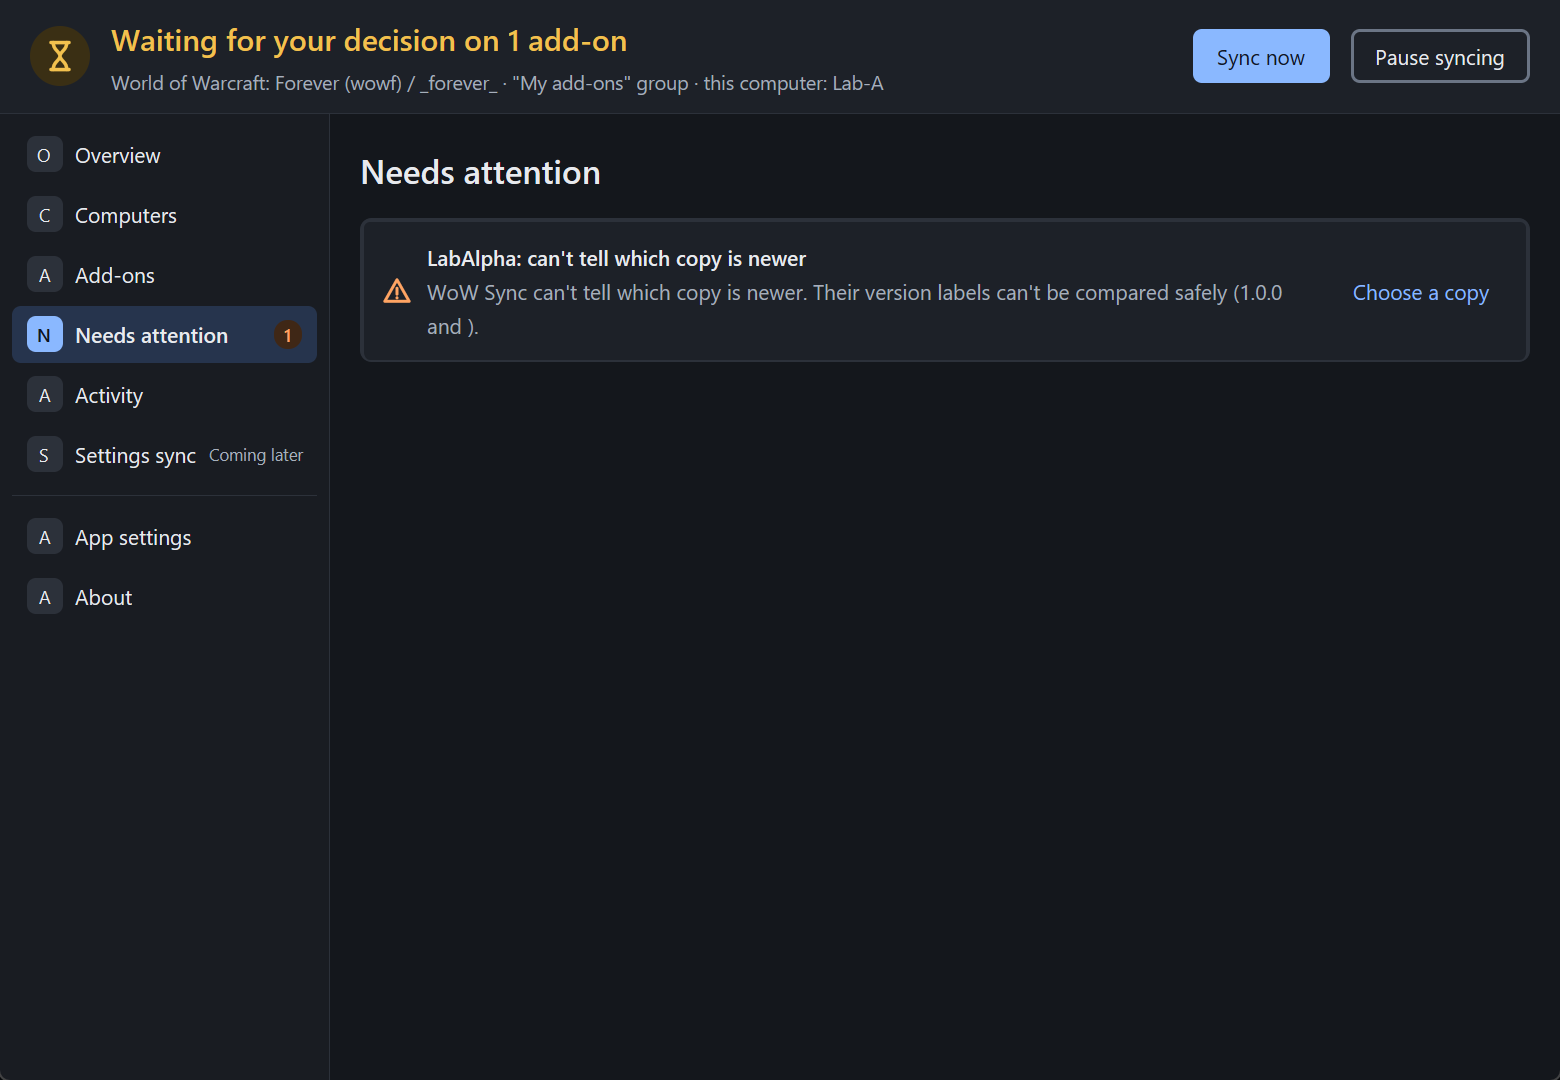 Waiting for your decision on 1 add-on
World of Warcraft: Forever (wowf) / _forever_ · "My add-ons" group · this computer: Lab-A
Sync now
Pause syncing
O Overview
C Computers
A Add-ons
N Needs attention 1
A Activity
S Settings sync Coming later
A App settings
A About
Needs attention
LabAlpha: can't tell which copy is newer
WoW Sync can't tell which copy is newer. Their version labels can't be compared safely (1.0.0
and ).
Choose a copy